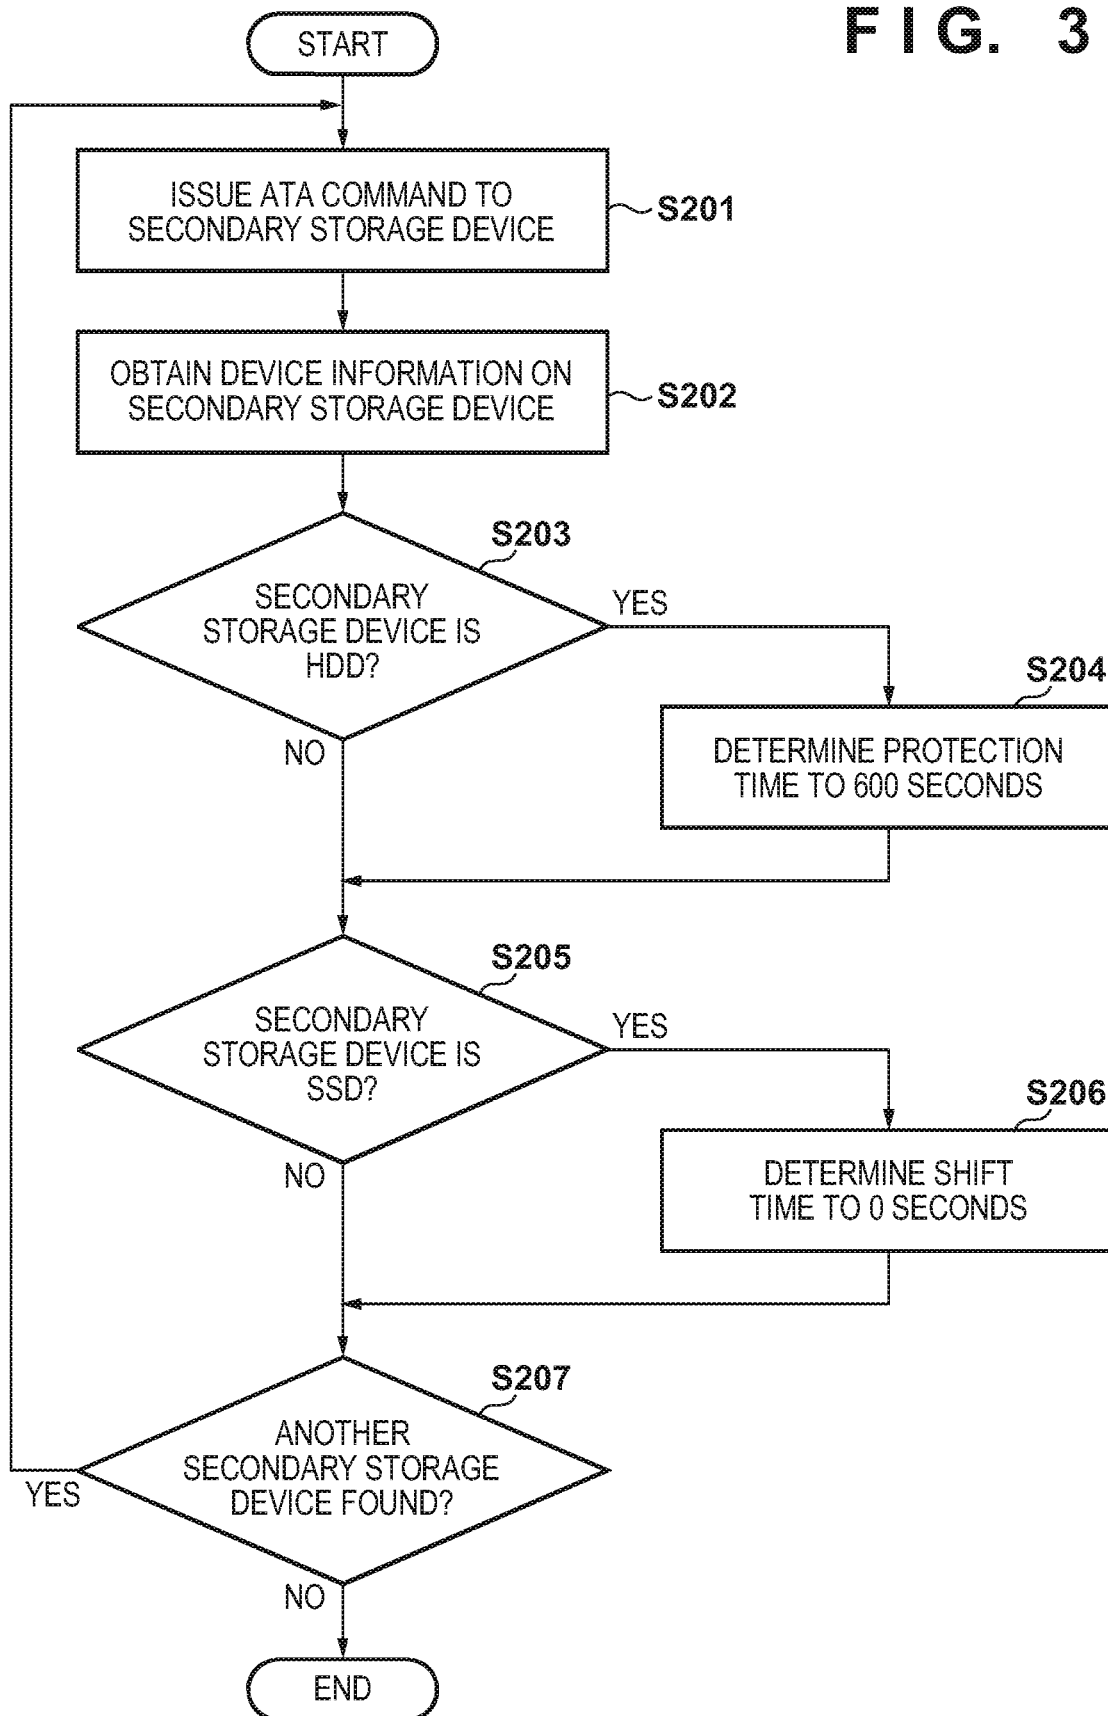 FIG. 3
START
ISSUE ATA COMMAND TO
SECONDARY STORAGE DEVICE
S201
OBTAIN DEVICE INFORMATION ON
SECONDARY STORAGE DEVICE
S202
S203
SECONDARY
STORAGE DEVICE IS
HDD?
YES
NO
S204
DETERMINE PROTECTION
TIME TO 600 SECONDS
S205
SECONDARY
STORAGE DEVICE IS
SSD?
YES
NO
S206
DETERMINE SHIFT
TIME TO 0 SECONDS
S207
ANOTHER
SECONDARY STORAGE
DEVICE FOUND?
YES
NO
END